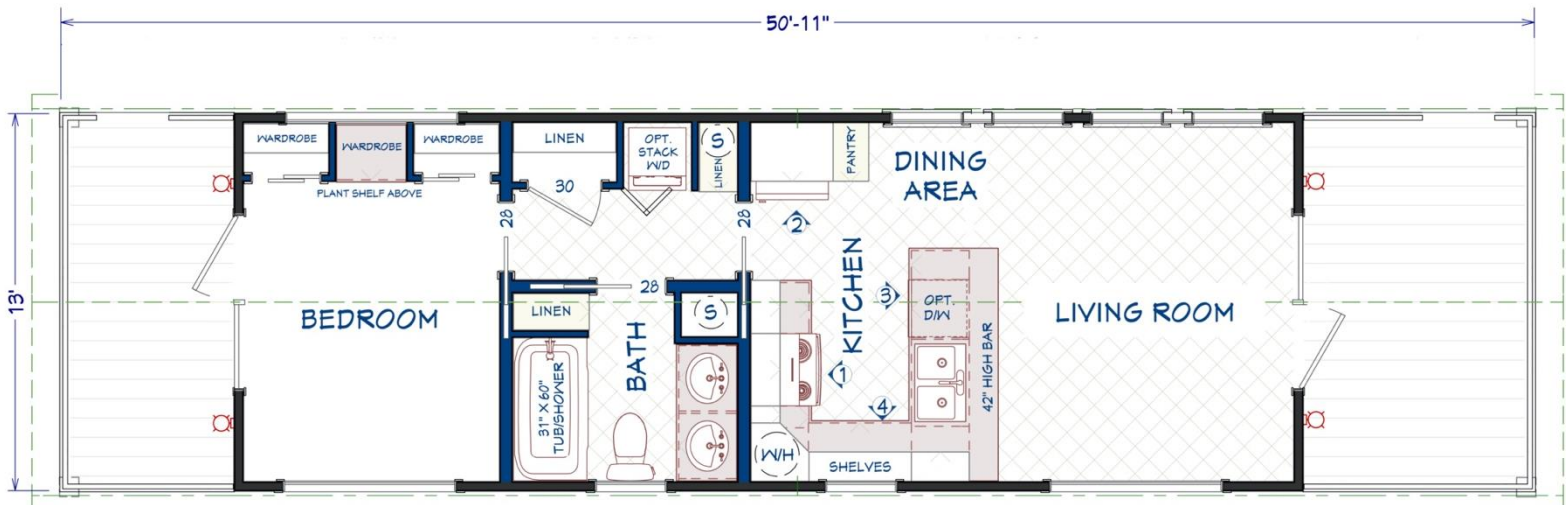 50'-11"
13'
WARDROBE
WARDROBE
WARDROBE
PLANT SHELF ABOVE
LINEN
30
OPT.
STACK
W/D
S
LINEN
PANTRY
DINING
AREA
28
28
2
28
BEDROOM
LINEN
S
BATH
31" X 60"
TUB/SHOWER
KITCHEN
3
OPT.
D/W
1
4
42" HIGH BAR
LIVING ROOM
W/H
SHELVES